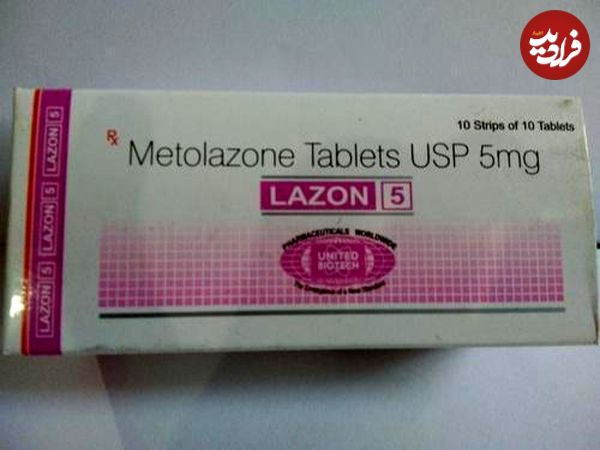 اخبار
فرادید
10 Strips of 10 Tablets
Rx
Metolazone Tablets USP 5mg
LAZON 5
PHARMACEUTICALS WORLDWIDE
UNITED
BIOTECH
LAZON 5
LAZON 5
LAZON 5